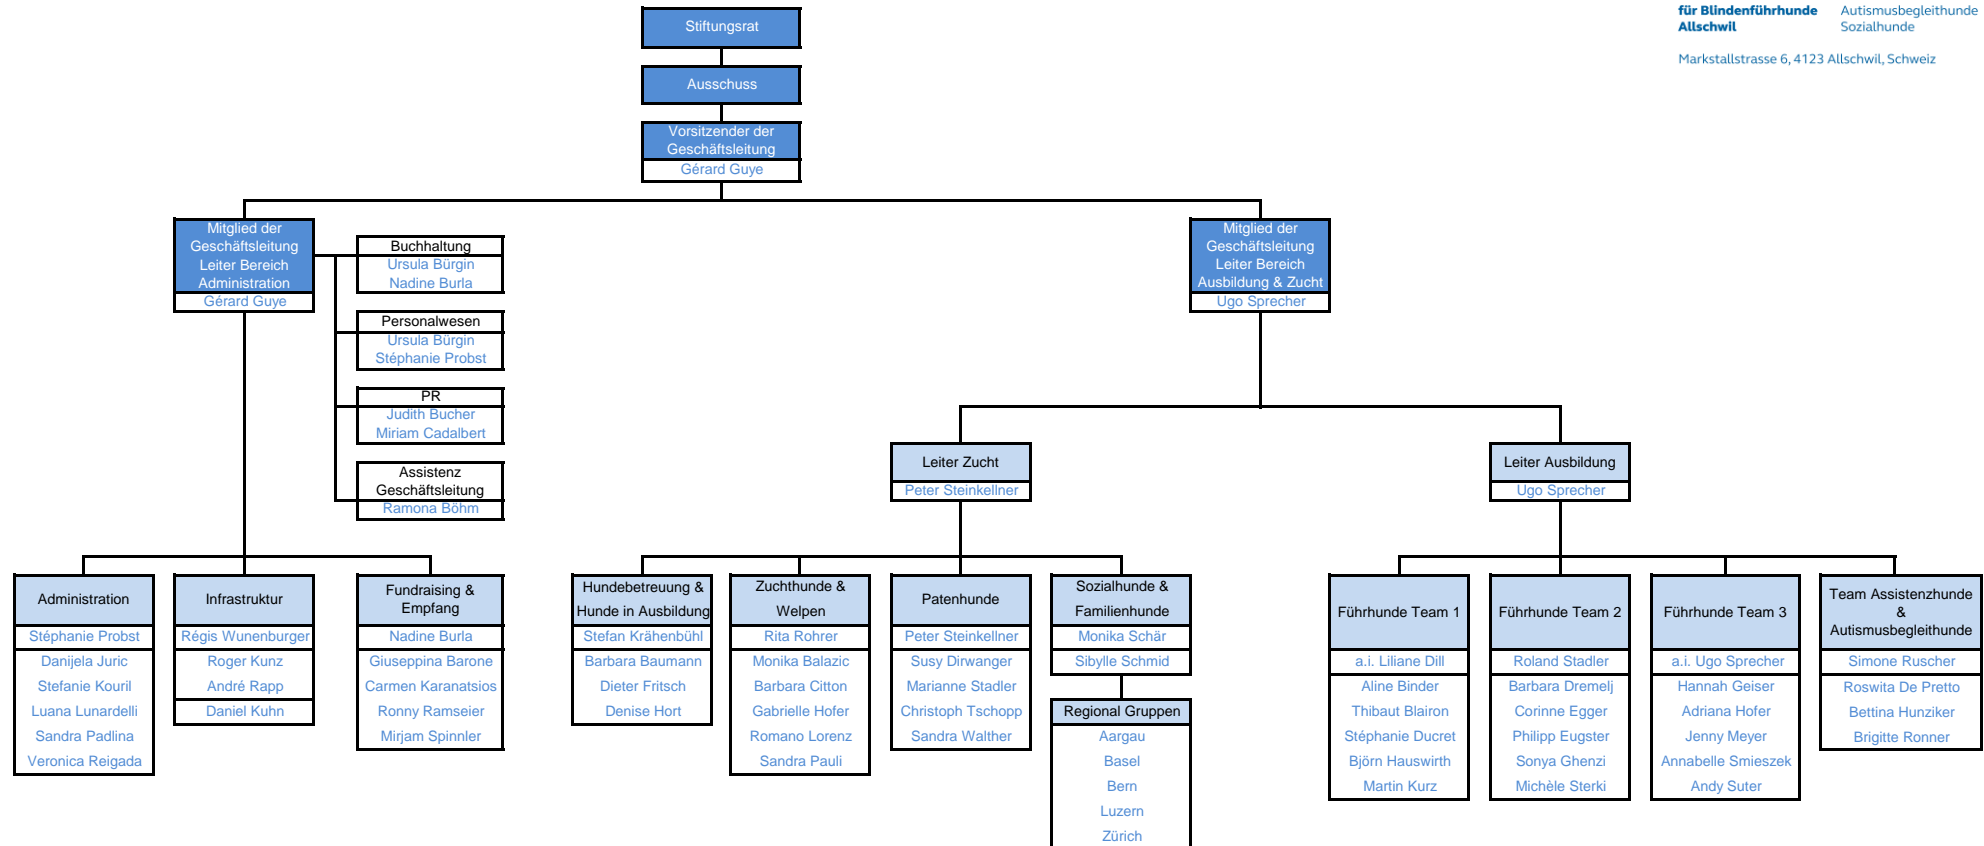 für Blindenführhunde
Allschwil
Autismusbegleithunde
Sozialhunde
Markstallstrasse 6, 4123 Allschwil, Schweiz
Stiftungsrat
Ausschuss
Vorsitzender der
Geschäftsleitung
Gérard Guye
Mitglied der
Geschäftsleitung
Leiter Bereich
Administration
Gérard Guye
Buchhaltung
Ursula Bürgin
Nadine Burla
Personalwesen
Ursula Bürgin
Stéphanie Probst
PR
Judith Bucher
Miriam Cadalbert
Assistenz
Geschäftsleitung
Ramona Böhm
Mitglied der
Geschäftsleitung
Leiter Bereich
Ausbildung & Zucht
Ugo Sprecher
Leiter Zucht
Peter Steinkellner
Leiter Ausbildung
Ugo Sprecher
Administration
Stéphanie Probst
Danijela Juric
Stefanie Kouril
Luana Lunardelli
Sandra Padlina
Veronica Reigada
Infrastruktur
Régis Wunenburger
Roger Kunz
André Rapp
Daniel Kuhn
Fundraising &
Empfang
Nadine Burla
Giuseppina Barone
Carmen Karanatsios
Ronny Ramseier
Mirjam Spinnler
Hundebetreuung &
Hunde in Ausbildung
Stefan Krähenbühl
Barbara Baumann
Dieter Fritsch
Denise Hort
Zuchthunde &
Welpen
Rita Rohrer
Monika Balazic
Barbara Citton
Gabrielle Hofer
Romano Lorenz
Sandra Pauli
Patenhunde
Peter Steinkellner
Susy Dirwanger
Marianne Stadler
Christoph Tschopp
Sandra Walther
Sozialhunde &
Familienhunde
Monika Schär
Sibylle Schmid
Regional Gruppen
Aargau
Basel
Bern
Luzern
Zürich
Führhunde Team 1
a.i. Liliane Dill
Aline Binder
Thibaut Blairon
Stéphanie Ducret
Björn Hauswirth
Martin Kurz
Führhunde Team 2
Roland Stadler
Barbara Dremelj
Corinne Egger
Philipp Eugster
Sonya Ghenzi
Michèle Sterki
Führhunde Team 3
a.i. Ugo Sprecher
Hannah Geiser
Adriana Hofer
Jenny Meyer
Annabelle Smieszek
Andy Suter
Team Assistenzhunde
&
Autismusbegleithunde
Simone Ruscher
Roswita De Pretto
Bettina Hunziker
Brigitte Ronner